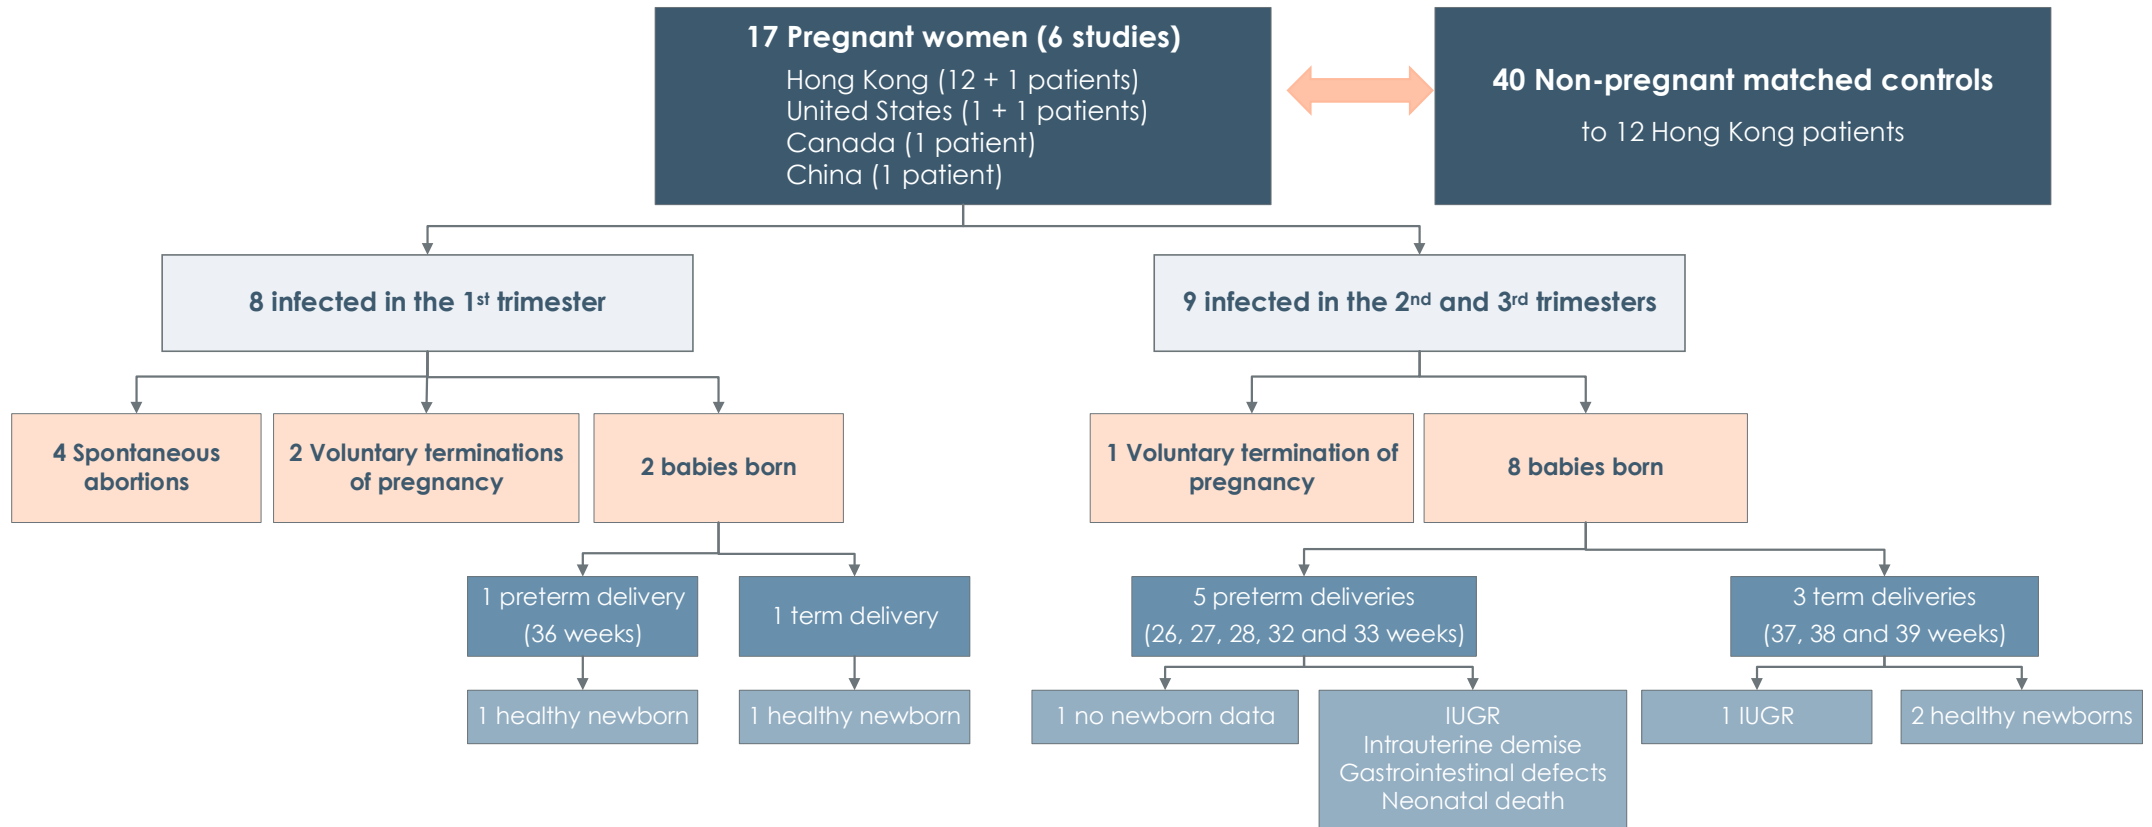 17 Pregnant women (6 studies)
Hong Kong (12 + 1 patients)
United States (1 + 1 patients)
Canada (1 patient)
China (1 patient)
40 Non-pregnant matched controls
to 12 Hong Kong patients
8 infected in the 1st trimester
9 infected in the 2nd and 3rd trimesters
4 Spontaneous
abortions
2 Voluntary terminations
of pregnancy
2 babies born
1 Voluntary termination of
pregnancy
8 babies born
1 preterm delivery
(36 weeks)
1 term delivery
5 preterm deliveries
(26, 27, 28, 32 and 33 weeks)
3 term deliveries
(37, 38 and 39 weeks)
1 healthy newborn
1 healthy newborn
1 no newborn data
IUGR
Intrauterine demise
Gastrointestinal defects
Neonatal death
1 IUGR
2 healthy newborns